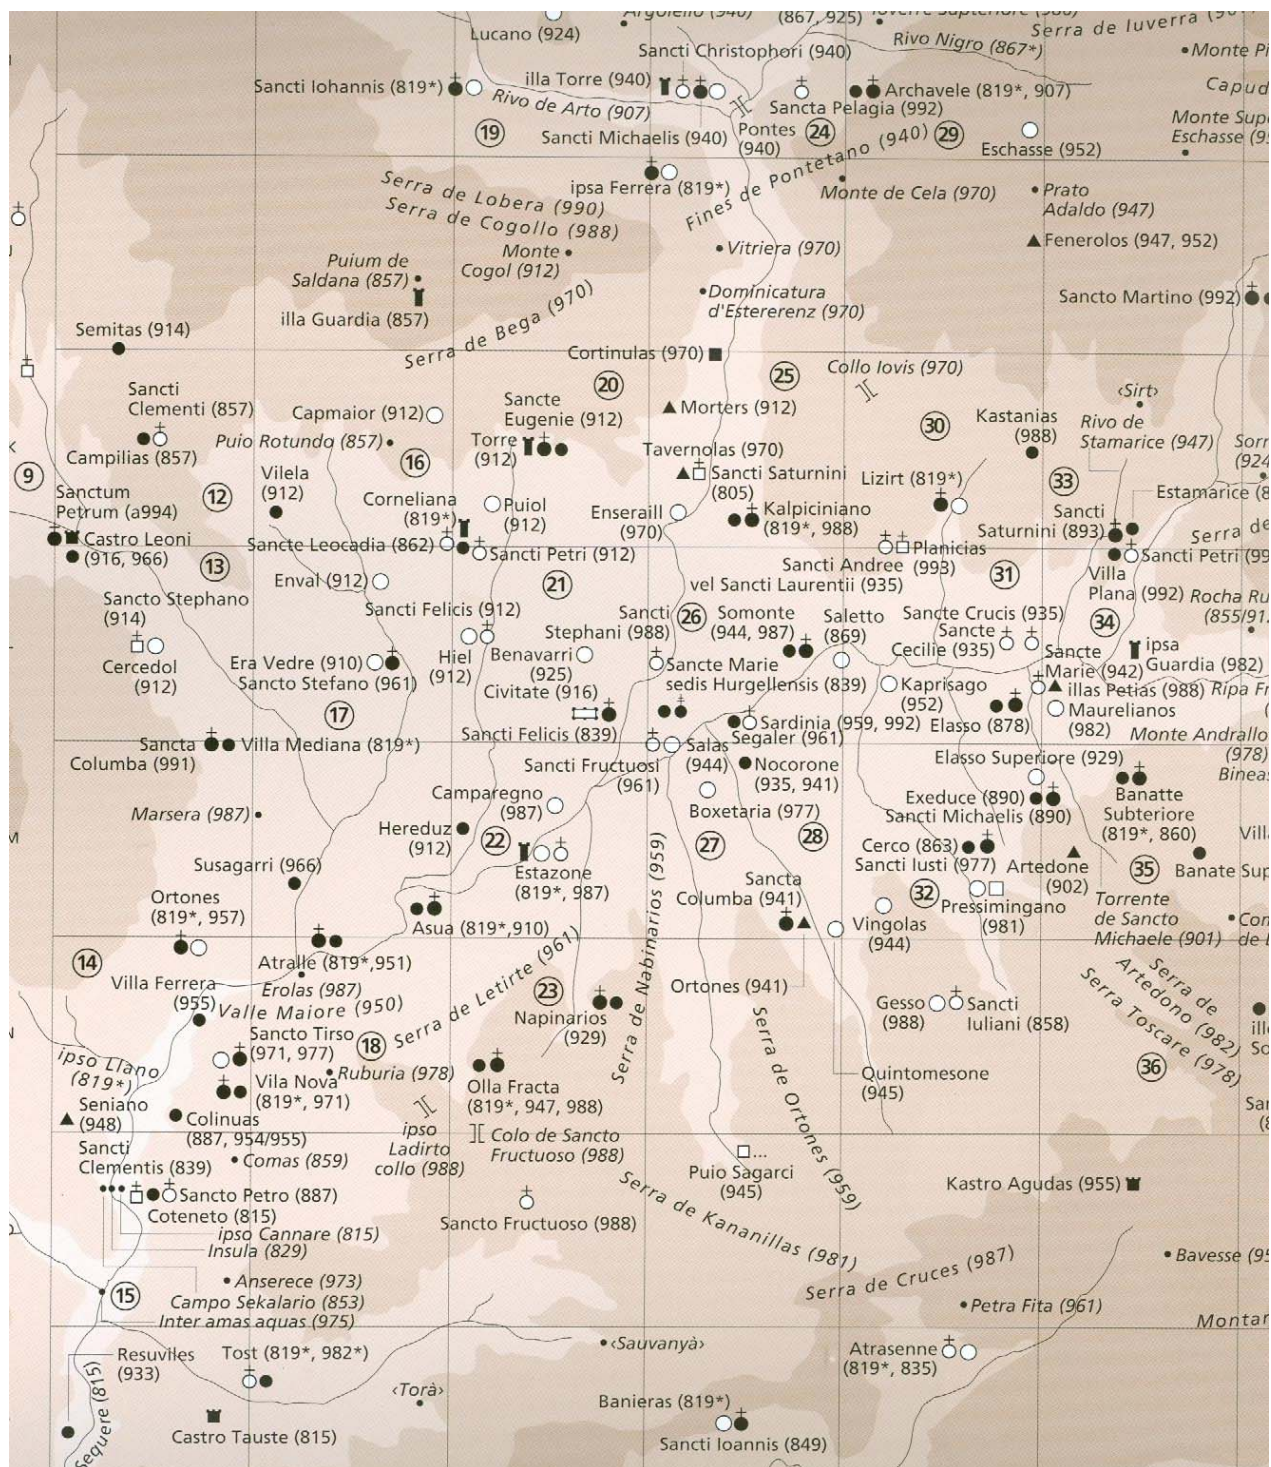 Lucano (924)
(867, 925)
Rivo Nigro (867*)
Serra de Iuverra
Sancti Christophori (940)
•Monte
illa Torre (940)
Sancti Iohannis (819*)
Rivo de Arto (907)
Sancta
Pelagia (992)
Archavele (819*, 907)
Sancti Michaelis (940)
Pontes
(940)
19
24
29
Eschasse (952)
Eschasse
ipsa Ferrera (819*)
Fines de Pontetano (940)
•Monte de Cela (970)
•Prato
Adaldo (947)
Serra de Lobera (990)
Serra de Cogollo (988)
Monte
Cogol (912)
•Vitriera (970)
Fenerolos (947, 952)
Puium de
Saldana (857)
illa Guardia (857)
Serra de Bega (970)
•Dominicatura
d'Estererenz (970)
Sancto Martino (992)
Semitas (914)
Cortinulas (970)
20
25
Collo Iovis (970)
Sancti
Clementi (857)
Campilias (857)
Capmaior (912)
Puio Rotundo (857)
Sancte
Eugenie (912)
Torre
(912)
Morters (912)
Kastanias
(988)
‹Sirt›
Rivo de
Stamarice (947)
30
9
12
16
Vilela
(912)
Tavernolas (970)
Sancti Saturnini
(805)
Lizirt (819*)
33
Sanctum
Petrum (a994)
Castro Leoni
(916, 966)
Corneliana
(819*)
Puiol
(912)
Enseraill
(970)
Kalpiciniano
(819*, 988)
Sancti
Saturnini (893)
Estamarice
Sancte Leocadia (862)
Sancti Petri (912)
Planicias
(993)
Sancti Andree
vel Sancti Laurentii (935)
Sancti Petri
Villa
Plana (992)
13
Enval (912)
21
31
Sancto Stephano
(914)
Cercedol
(912)
Sancti Felicis (912)
Hiel
(912)
Sancti
Stephani (988)
26
Somonte
(944, 987)
Saletto
(869)
Sancte Crucis (935)
Sancte
Cecilie (935)
34
Era Vedre (910)
Sancto Stefano (961)
Benavarri
(925)
Sancte Marie
sedis Hurgellensis (839)
Sancte
Marie (942)
ipsa
Guardia (982)
Civitate (916)
Kaprisago
(952)
illas Petias (988)
Maurelianos
(982)
17
Sancti Felicis (839)
Sardinia (959, 992)
Segaler (961)
Elasso (878)
Monte Andrallo
(978)
Sancta
Columba (991)
Villa Mediana (819*)
Sancti Fructuosi
(961)
Salas
(944)
Nocorone
(935, 941)
Elasso Superiore (929)
Marsera (987)•
Camparegno
(987)
Boxetaria (977)
Exeduce (890)
Sancti Michaelis (890)
Banatte
Subteriore
(819*, 860)
Hereduz
(912)
22
27
28
Cerco (863)
Sancti Iusti (977)
Artedone
(902)
35
Susagarri (966)
Estazone
(819*, 987)
Sancta
Columba (941)
32
Pressimingano
(981)
Ortones
(819*, 957)
Asua (819*,910)
Vingolas
(944)
Torrente
de Sancto
Michaele (901)
14
Atralle (819*,951)
Erolas (987)
Villa Ferrera
(955)
Valle Maiore (950)
Serra de Letirte (961)
Serra de Nabinarios (959)
Ortones (941)
23
Napinarios
(929)
Gesso
(988)
Sancti
Iuliani (858)
Serra de
Artedono (982)
Serra Toscare (978)
Sancto Tirso
(971, 977)
18
ipso Llano
(819*)
•Ruburia (978)
Olla Fracta
(819*, 947, 988)
Serra de Ortones (959)
Quintomesone
(945)
36
Vila Nova
(819*, 971)
Seniano
(948)
Colinuas
(887, 954/955)
ipso
Ladirto
collo (988)
Colo de Sancto
Fructuoso (988)
Sancti
Clementis (839)
•Comas (859)
Puio Sagarci
(945)
Sancto Petro (887)
Coteneto (815)
Sancto Fructuoso (988)
Serra de Kananillas (981)
Kastro Agudas (955)
ipso Cannare (815)
Insula (829)
•Anserece (973)
Campo Sekalario (853)
Inter amas aquas (975)
15
Serra de Cruces (987)
•Bavesse
•Petra Fita (961)
Resuviles
(933)
Tost (819*, 982*)
•‹Sauvanyà›
Atrasenne
(819*, 835)
‹Torà›
Sequere (815)
Castro Tauste (815)
Banieras (819*)
Sancti Ioannis (849)